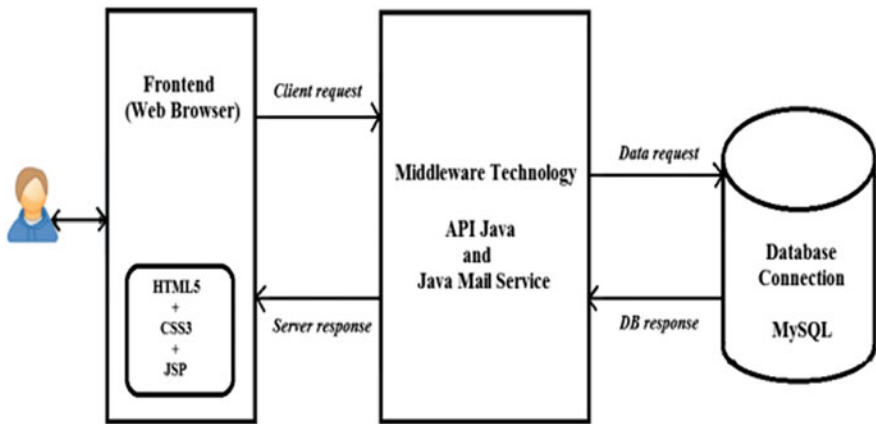 Frontend
(Web Browser)
HTML5
+
CSS3
+
JSP
Client request
Server response
Middleware Technology
API Java
and
Java Mail Service
Data request
DB response
Database
Connection
MySQL